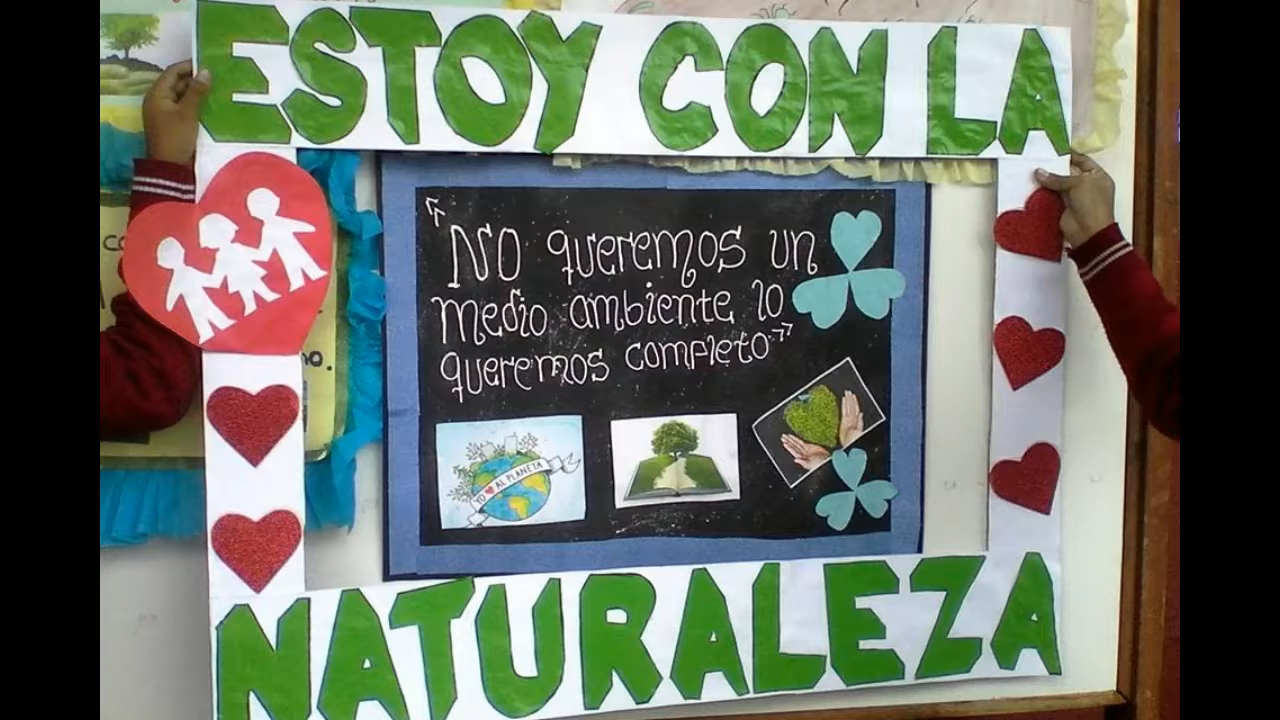 ESTOY CON LA
"NO queremos un
medio ambiente lo
queremos completo"
YO AL PLANETA
NATURALEZA